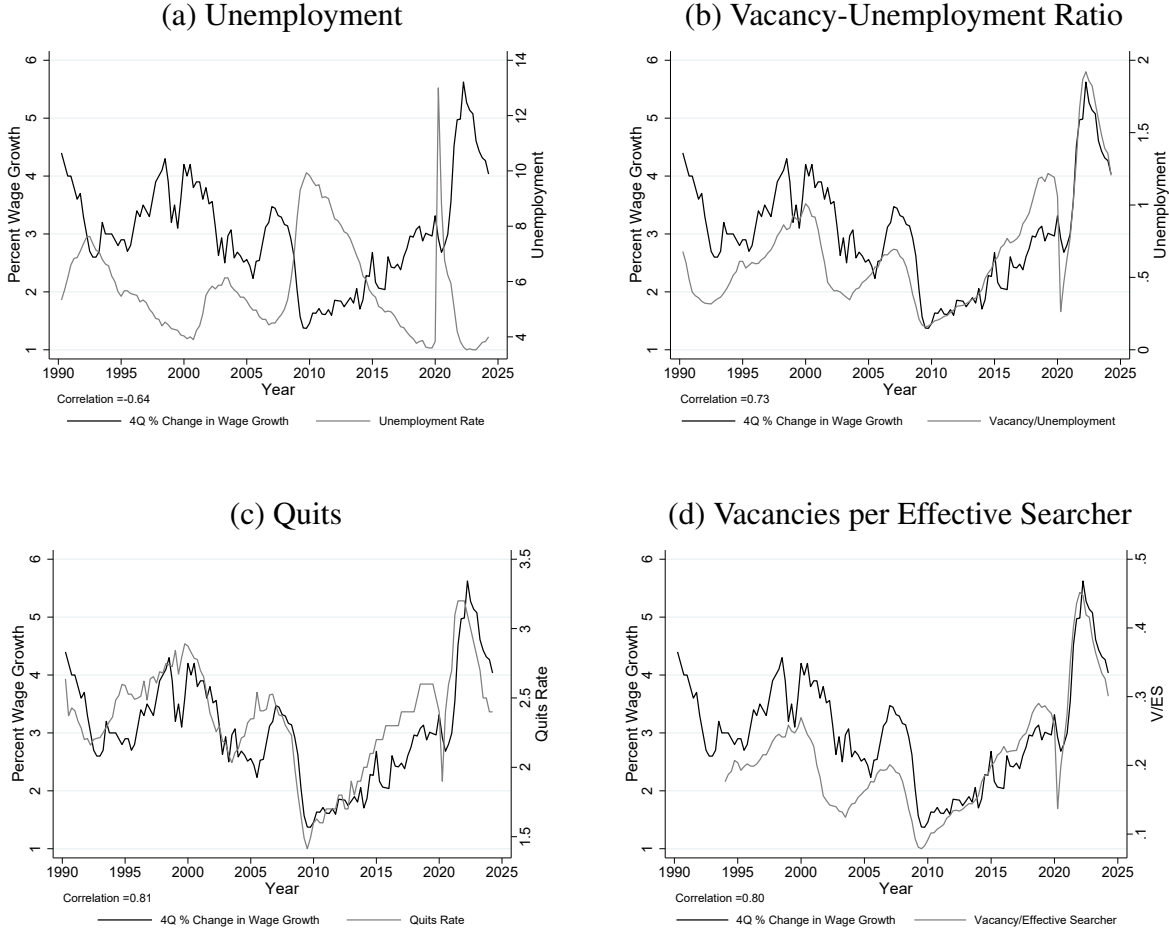 (a) Unemployment
Percent Wage Growth
1 2 3 4 5 6
4 6 8 10 12 14
Unemployment
1990 1995 2000 2005 2010 2015 2020 2025
Year
Correlation =-0.64
4Q % Change in Wage Growth Unemployment Rate
(b) Vacancy-Unemployment Ratio
Percent Wage Growth
1 2 3 4 5 6
0 .5 1 1.5 2
Unemployment
1990 1995 2000 2005 2010 2015 2020 2025
Year
Correlation =0.73
4Q % Change in Wage Growth Vacancy/Unemployment
(c) Quits
Percent Wage Growth
1 2 3 4 5 6
1.5 2 2.5 3 3.5
Quits Rate
1990 1995 2000 2005 2010 2015 2020 2025
Year
Correlation =0.81
4Q % Change in Wage Growth Quits Rate
(d) Vacancies per Effective Searcher
Percent Wage Growth
1 2 3 4 5 6
.1 .2 .3 .4 .5
V/ES
1990 1995 2000 2005 2010 2015 2020 2025
Year
Correlation =0.80
4Q % Change in Wage Growth Vacancy/Effective Searcher